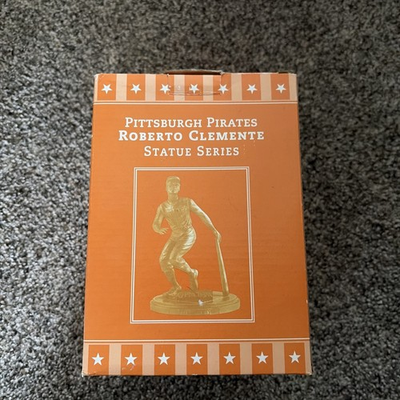 Pittsburgh Pirates
Roberto Clemente
Statue Series